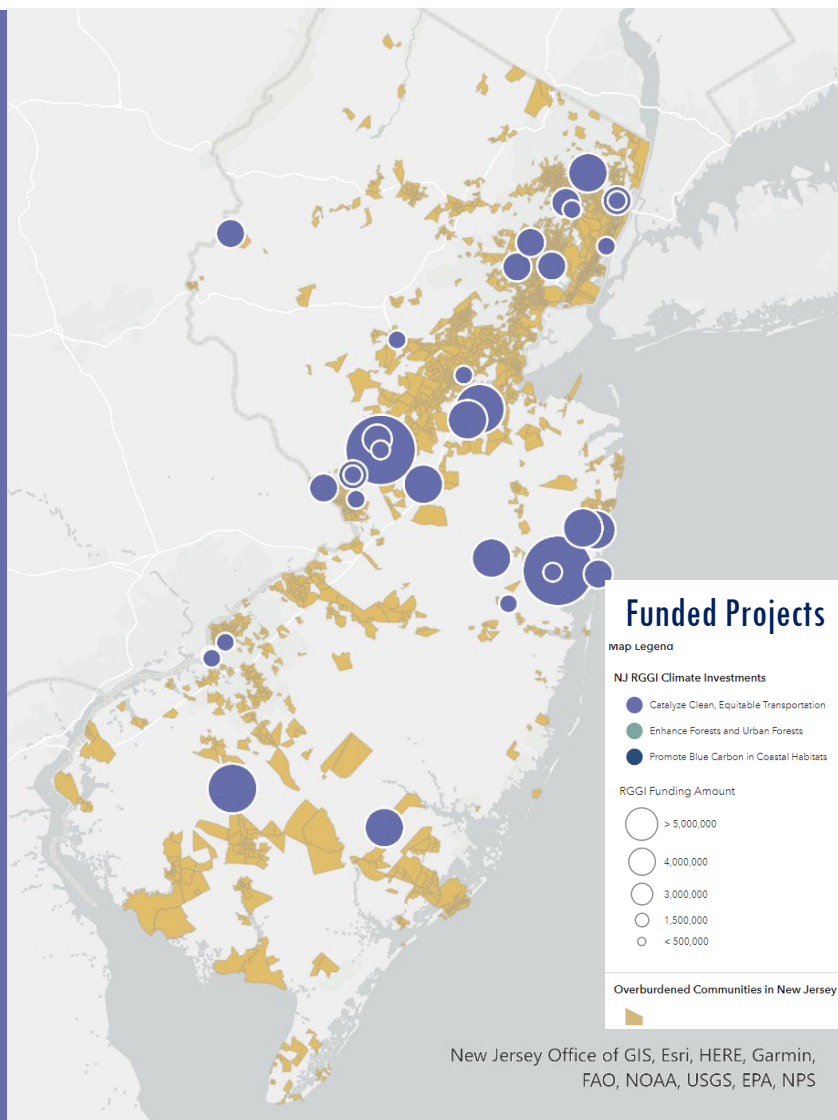 Funded Projects
Map Legend
NJ RGGI Climate Investments
Catalyze Clean, Equitable Transportation
Enhance Forests and Urban Forests
Promote Blue Carbon in Coastal Habitats
RGGI Funding Amount
> 5,000,000
4,000,000
3,000,000
1,500,000
< 500,000
Overburdened Communities in New Jersey
New Jersey Office of GIS, Esri, HERE, Garmin,
FAO, NOAA, USGS, EPA, NPS